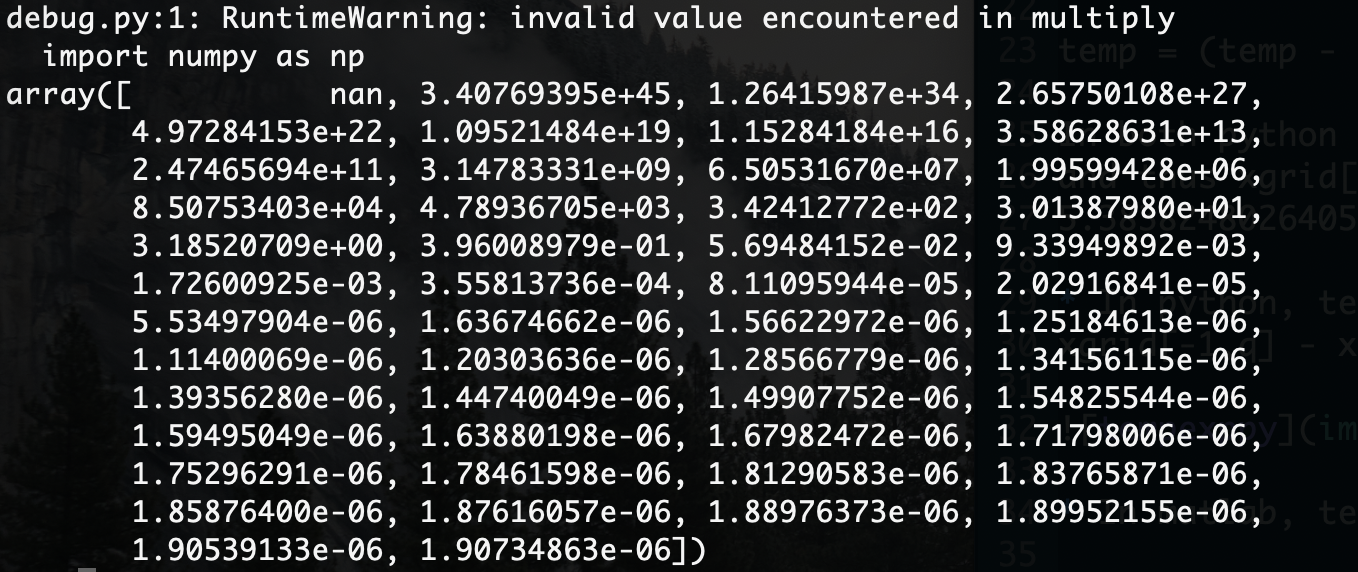 debug.py:1: RuntimeWarning: invalid value encountered in multiply
  import numpy as np
array([           nan, 3.40769395e+45, 1.26415987e+34, 2.65750108e+27,
       4.97284153e+22, 1.09521484e+19, 1.15284184e+16, 3.58628631e+13,
       2.47465694e+11, 3.14783331e+09, 6.50531670e+07, 1.99599428e+06,
       8.50753403e+04, 4.78936705e+03, 3.42412772e+02, 3.01387980e+01,
       3.18520709e+00, 3.96008979e-01, 5.69484152e-02, 9.33949892e-03,
       1.72600925e-03, 3.55813736e-04, 8.11095944e-05, 2.02916841e-05,
       5.53497904e-06, 1.63674662e-06, 1.56622972e-06, 1.25184613e-06,
       1.11400069e-06, 1.20303636e-06, 1.28566779e-06, 1.34156115e-06,
       1.39356280e-06, 1.44740049e-06, 1.49907752e-06, 1.54825544e-06,
       1.59495049e-06, 1.63880198e-06, 1.67982472e-06, 1.71798006e-06,
       1.75296291e-06, 1.78461598e-06, 1.81290583e-06, 1.83765871e-06,
       1.85876400e-06, 1.87616057e-06, 1.88976373e-06, 1.89952155e-06,
       1.90539133e-06, 1.90734863e-06])
23 temp = (temp -
python
35